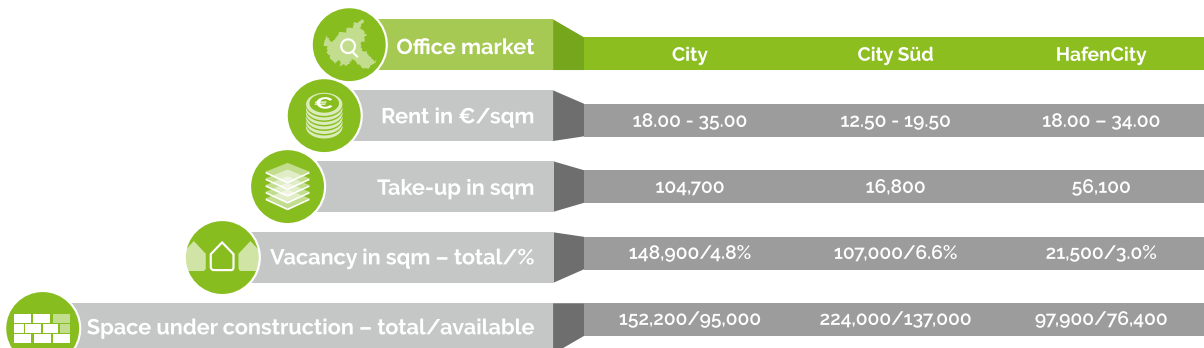 Office market City City Süd HafenCity
Rent in €/sqm 18.00 - 35.00 12.50 - 19.50 18.00 – 34.00
Take-up in sqm 104,700 16,800 56,100
Vacancy in sqm – total/% 148,900/4.8% 107,000/6.6% 21,500/3.0%
Space under construction – total/available 152,200/95,000 224,000/137,000 97,900/76,400